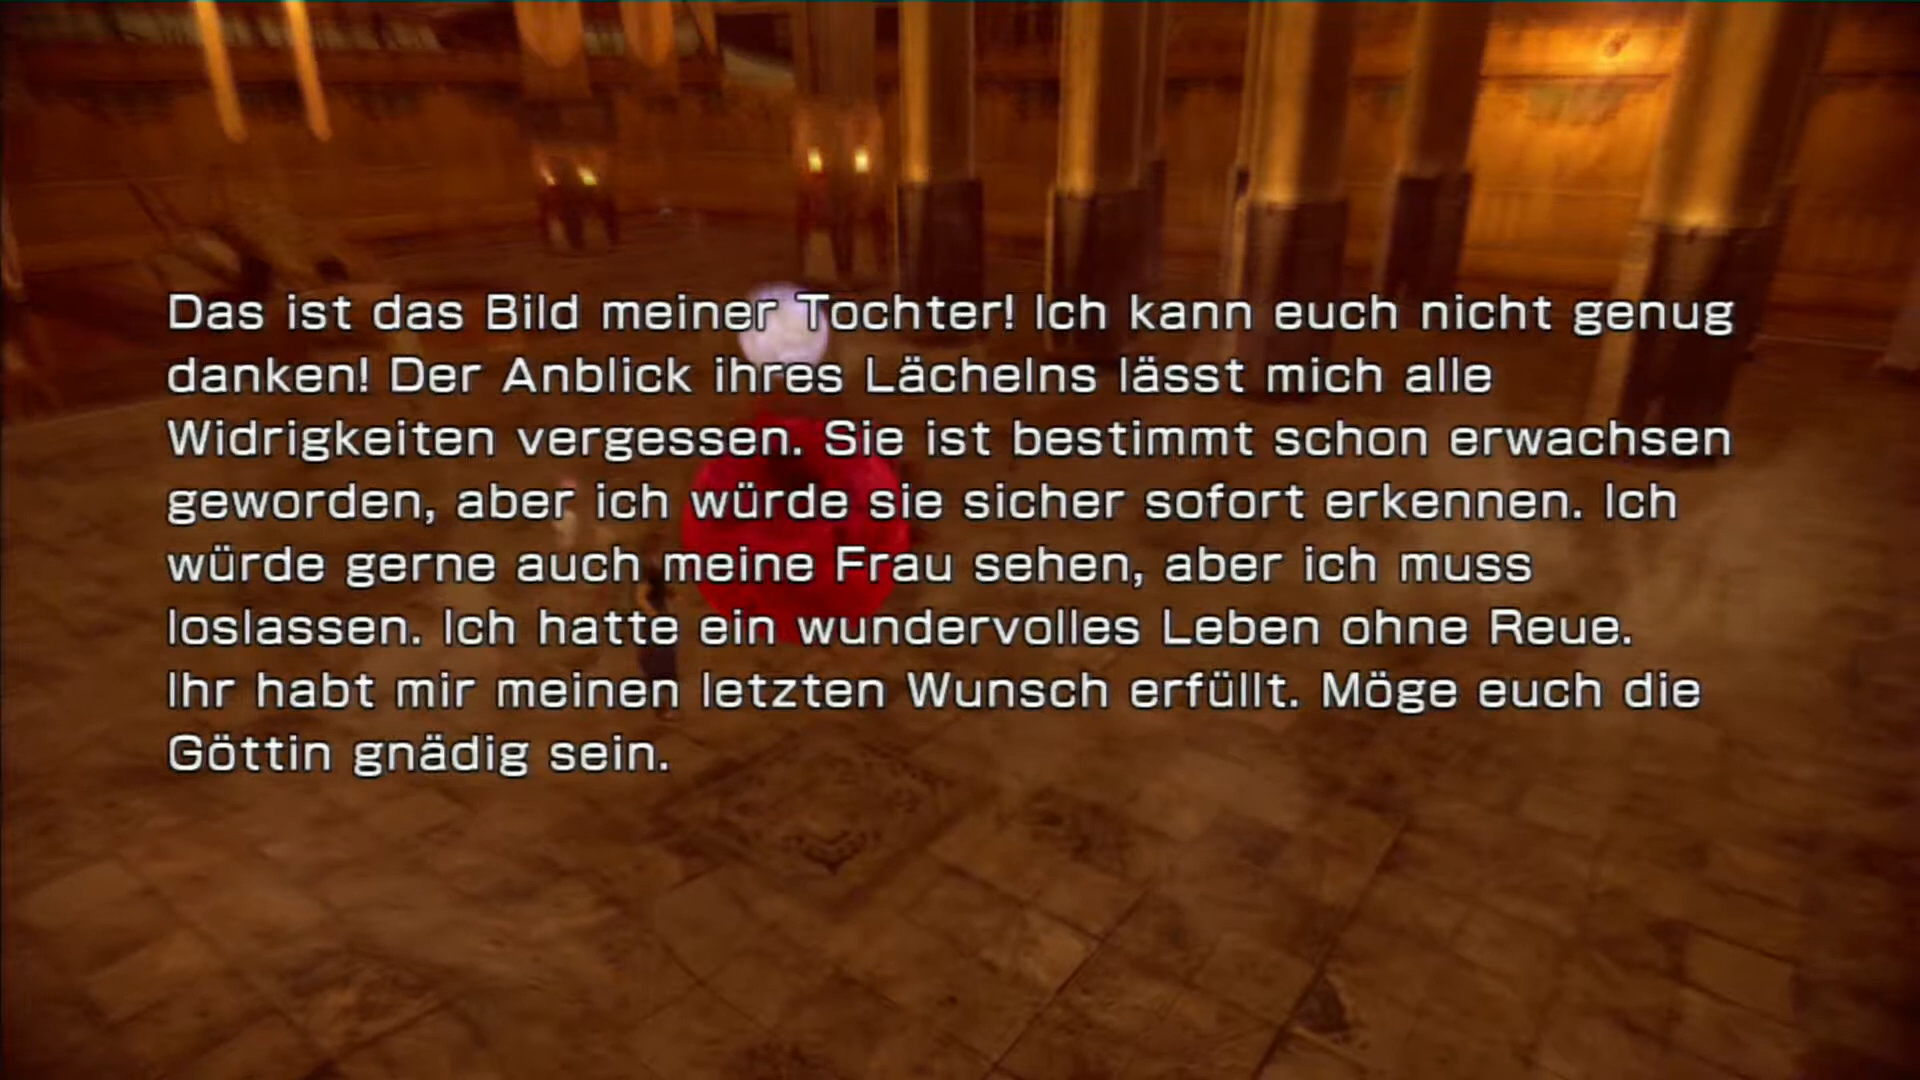 Das ist das Bild meiner Tochter! Ich kann euch nicht genug
danken! Der Anblick ihres Lächelns lässt mich alle
Widrigkeiten vergessen. Sie ist bestimmt schon erwachsen
geworden, aber ich würde sie sicher sofort erkennen. Ich
würde gerne auch meine Frau sehen, aber ich muss
loslassen. Ich hatte ein wundervolles Leben ohne Reue.
Ihr habt mir meinen letzten Wunsch erfüllt. Möge euch die
Göttin gnädig sein.